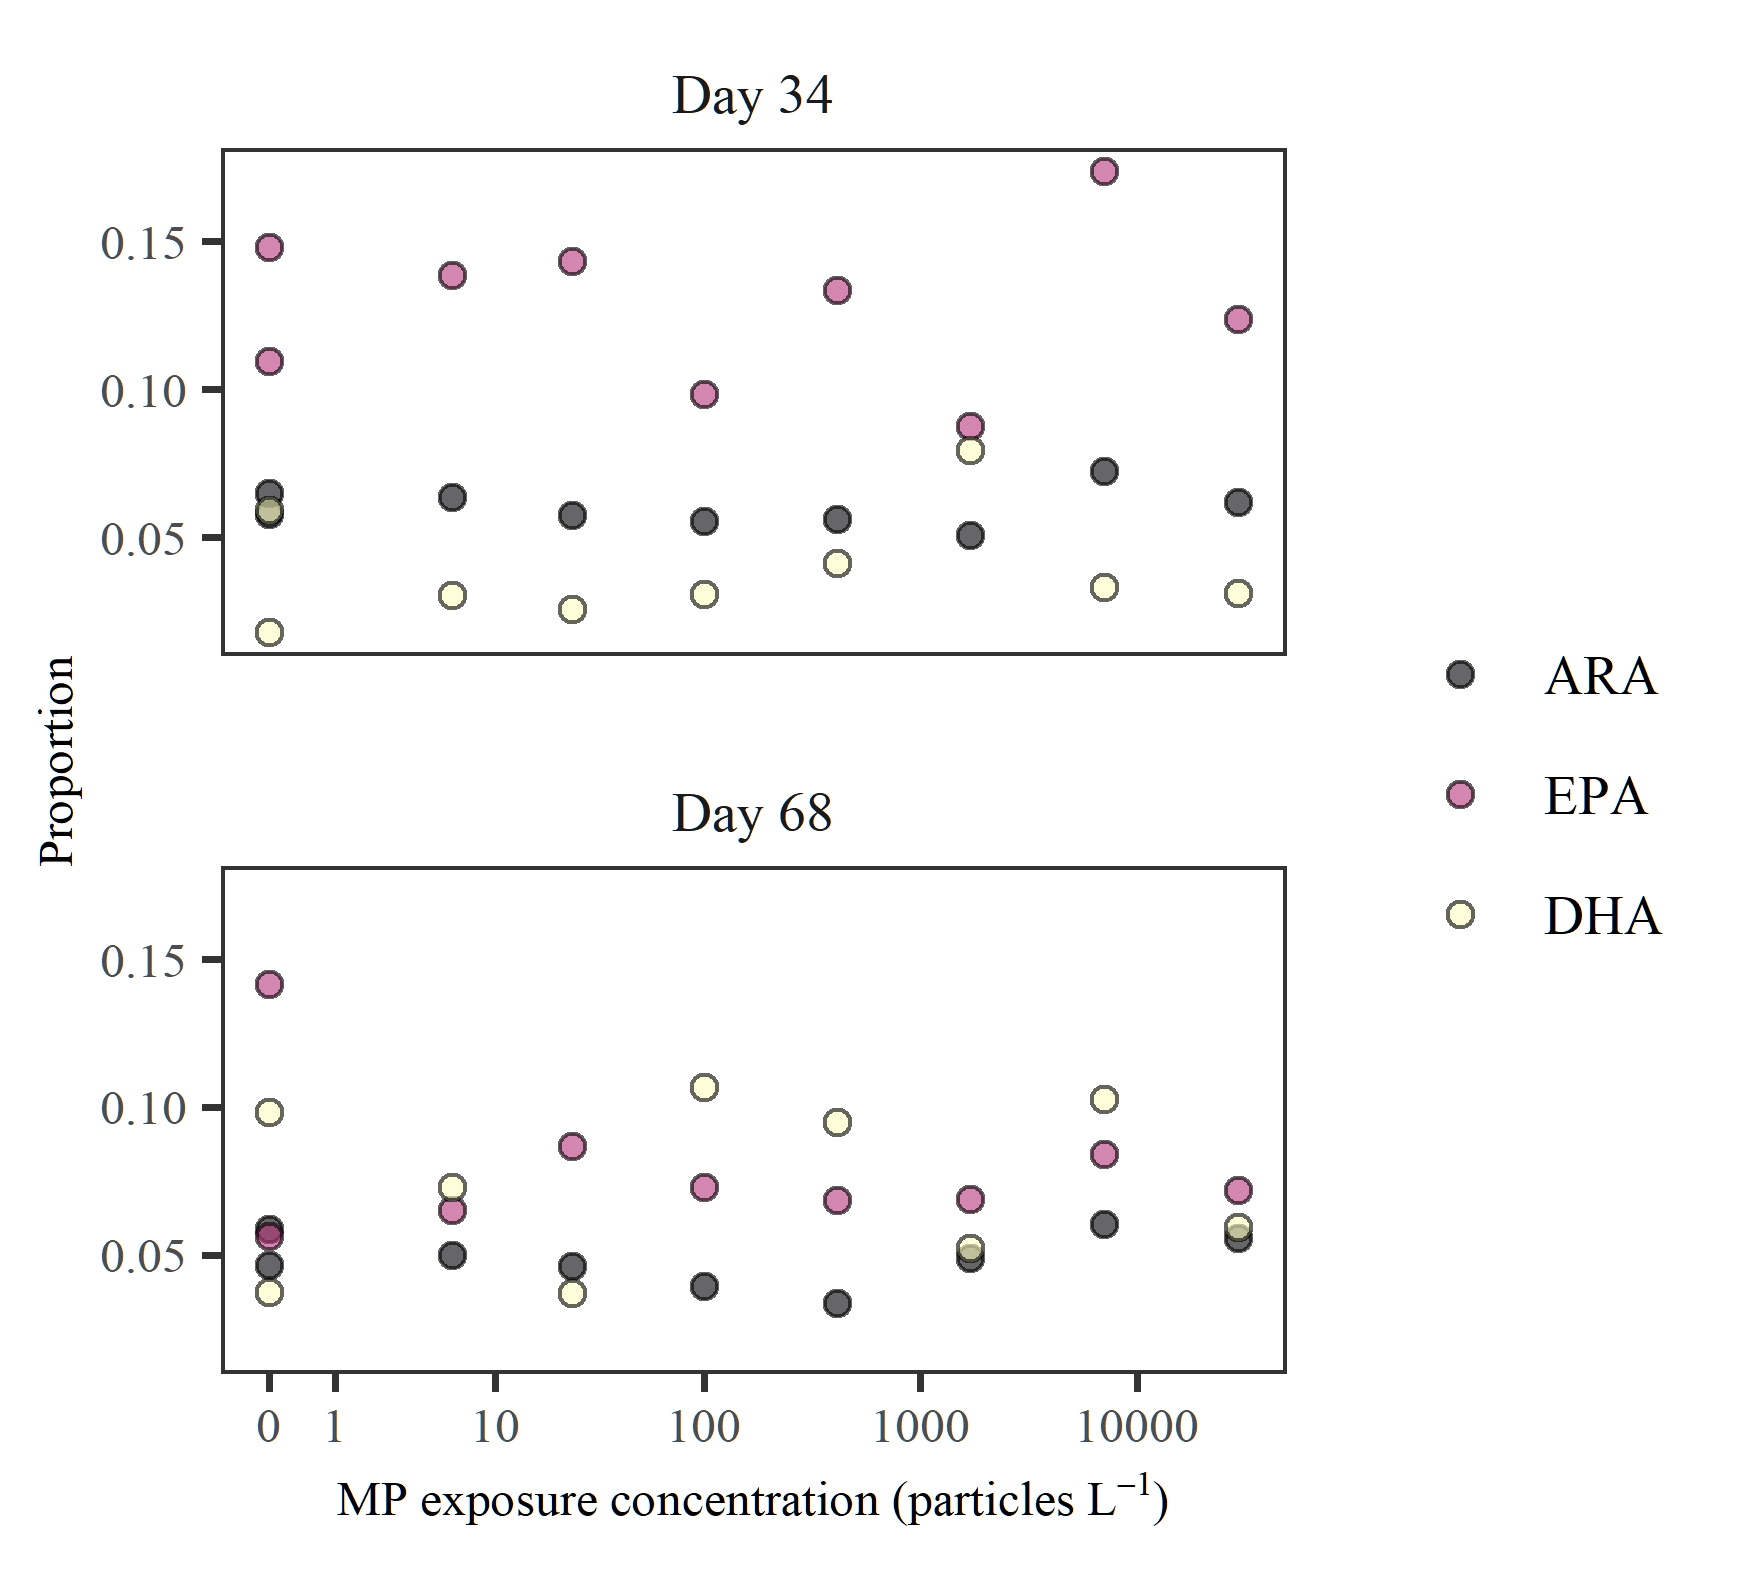 Day 34
0.15
0.10
0.05
Proportion
Day 68
0.15
0.10
0.05
0 1 10 100 1000 10000
MP exposure concentration (particles L⁻¹)
ARA
EPA
DHA